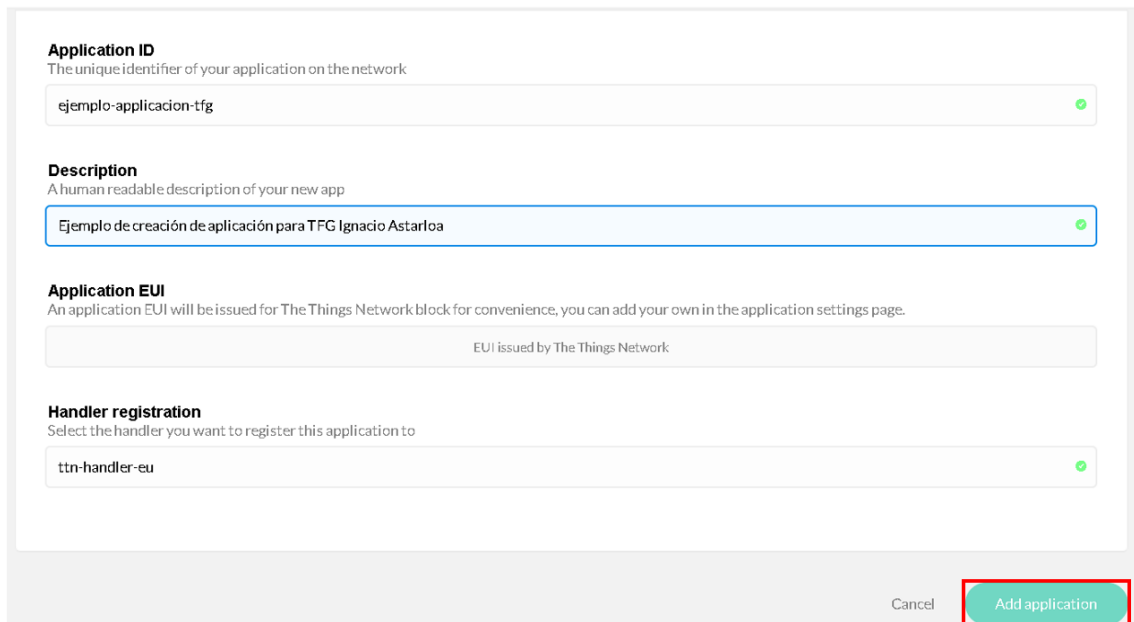 Application ID
The unique identifier of your application on the network
ejemplo-applicacion-tfg
Description
A human readable description of your new app
Ejemplo de creación de aplicación para TFG Ignacio Astarloa
Application EUI
An application EUI will be issued for The Things Network block for convenience, you can add your own in the application settings page.
EUI issued by The Things Network
Handler registration
Select the handler you want to register this application to
ttn-handler-eu
Cancel
Add application